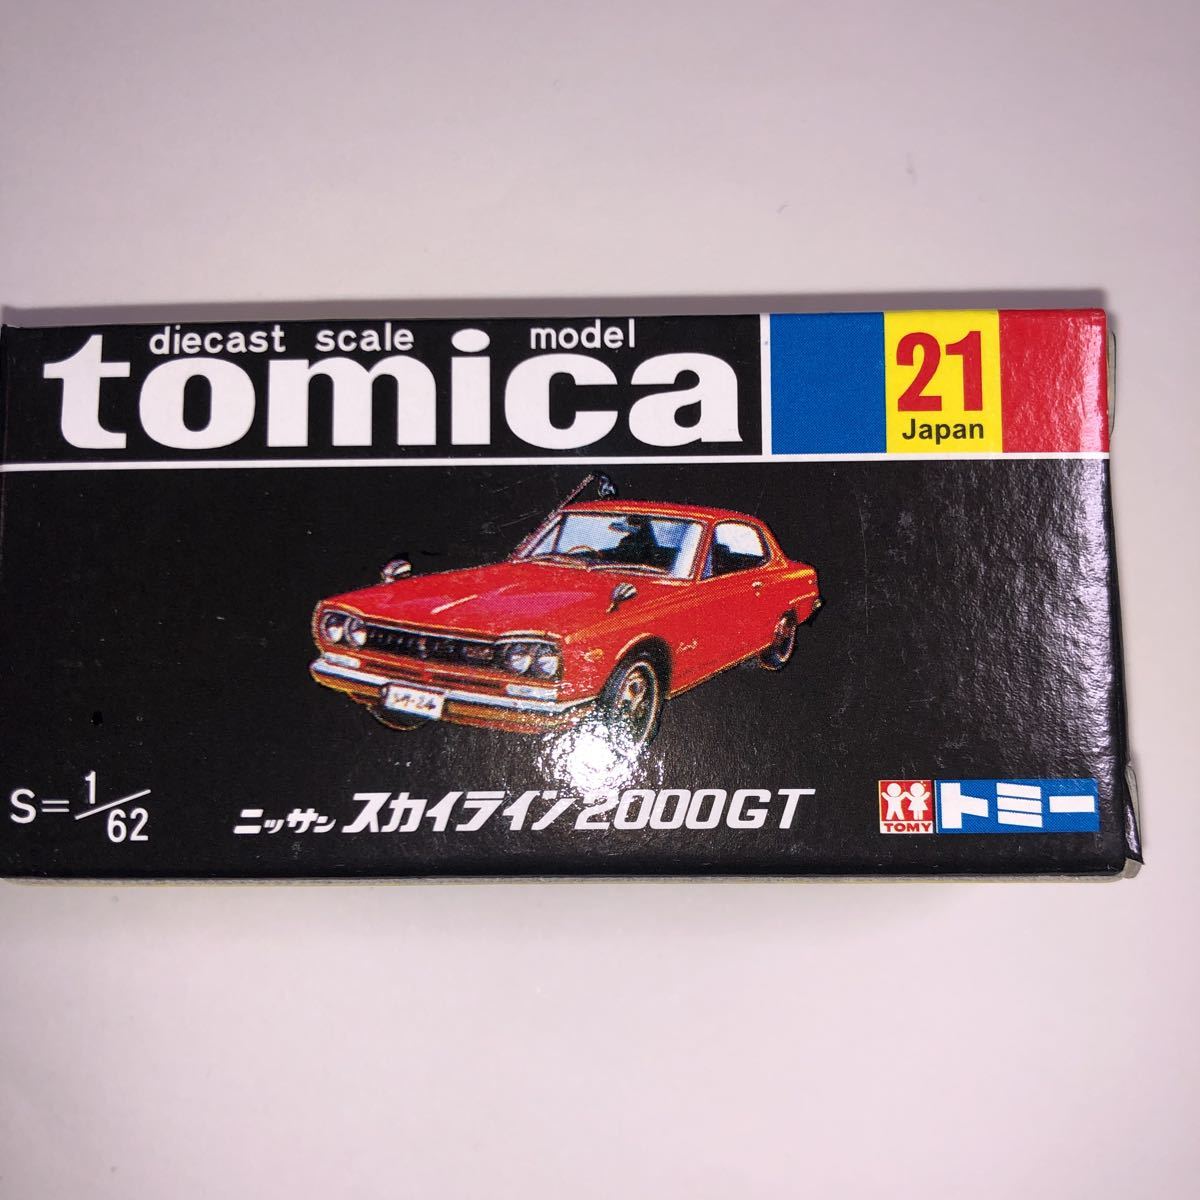 diecast scale model
tomica
21
Japan
S=1/62
ニッサン スカイライン2000GT
TOMY
トミー